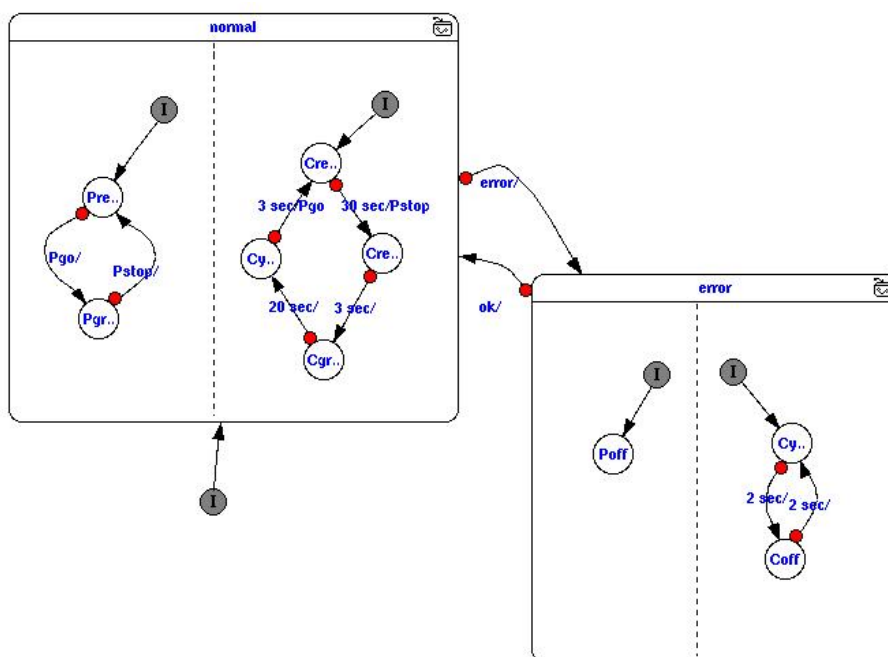 normal
I
I
Cre..
Pre..
error/
3 sec/Pgo
30 sec/Pstop
Pgo/
Pstop/
Cy..
Cre..
error
ok/
20 sec/
3 sec/
Pgr..
Cgr..
I
I
Cy..
Poff
I
2 sec/
2 sec/
Coff